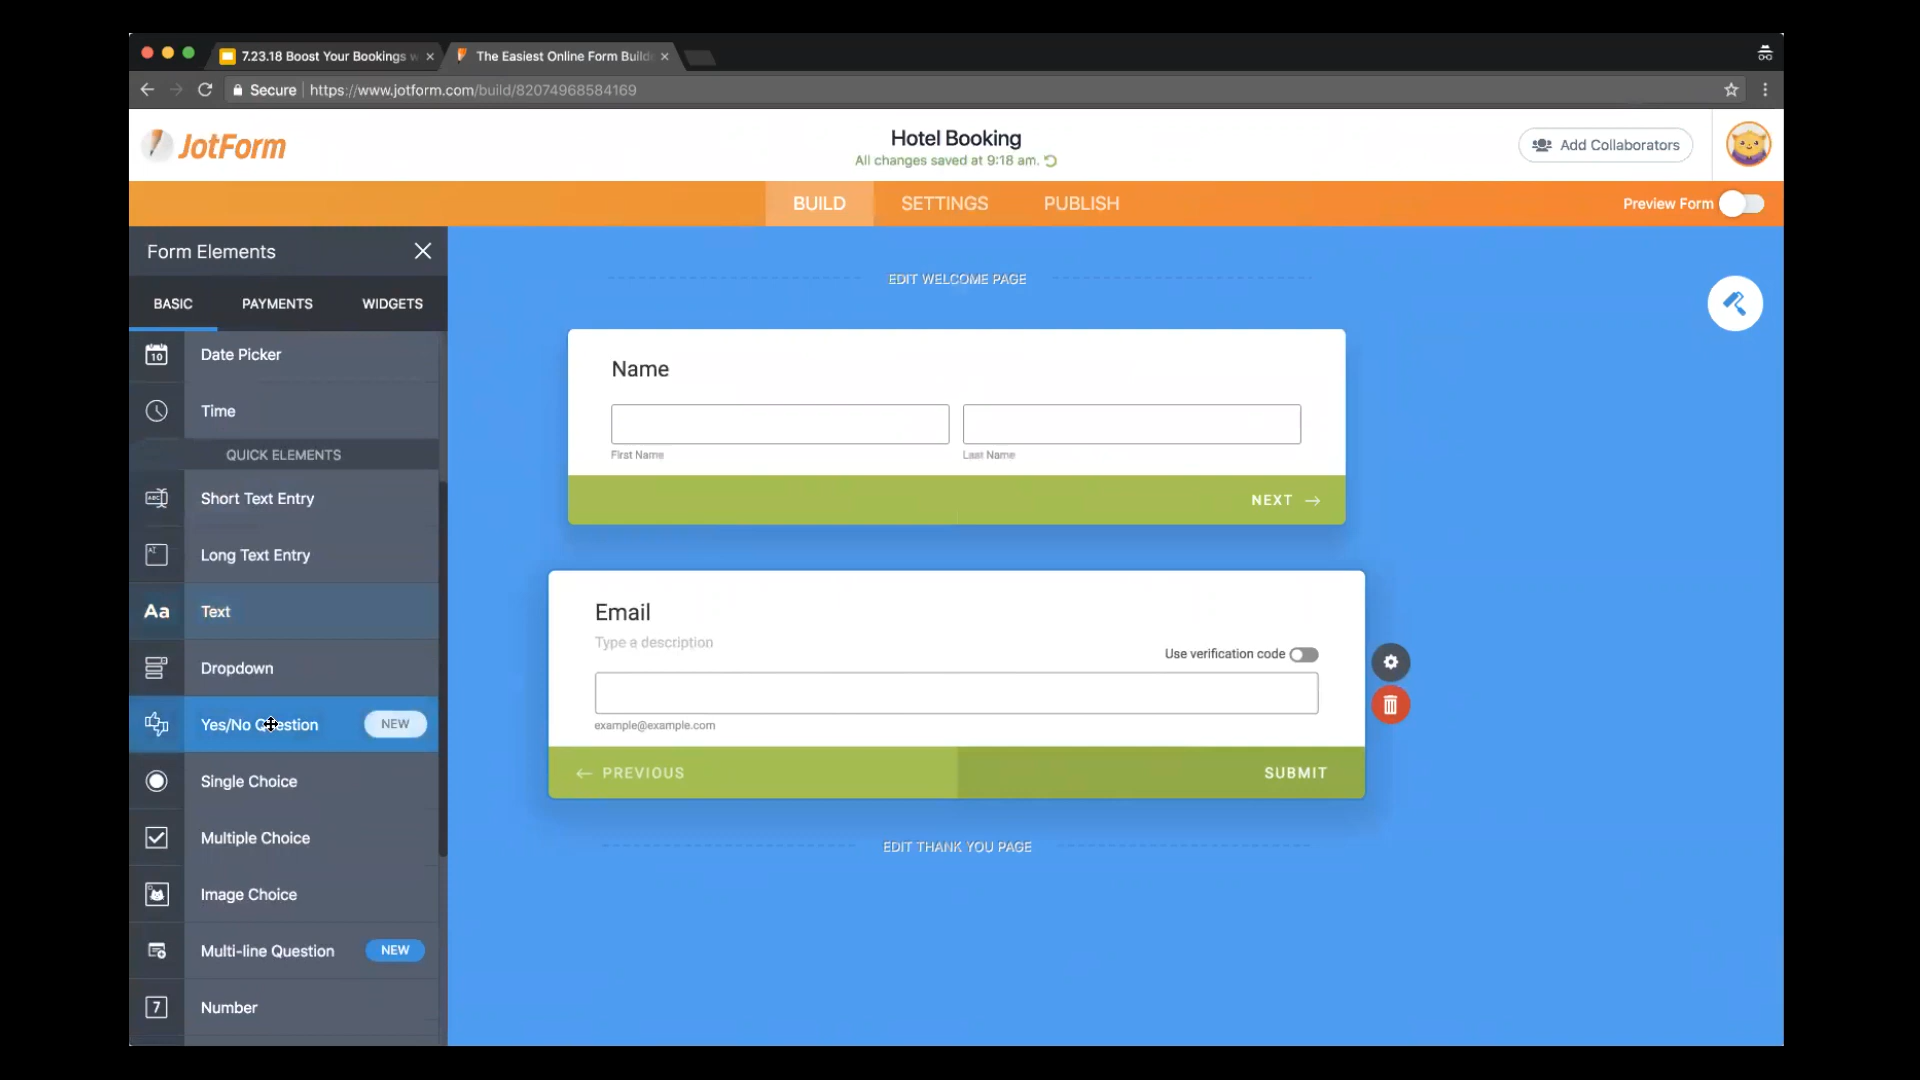 7.23.18 Boost Your Bookings w
The Easiest Online Form Builde
Secure
https://www.jotform.com/build/82074968584169
JotForm
Hotel Booking
All changes saved at 9:18 am.
Add Collaborators
BUILD
SETTINGS
PUBLISH
Preview Form
Form Elements
BASIC
PAYMENTS
WIDGETS
10
Date Picker
Time
QUICK ELEMENTS
ABC
Short Text Entry
Long Text Entry
Aa
Text
Dropdown
Yes/No Question
NEW
Single Choice
Multiple Choice
Image Choice
Multi-line Question
NEW
7
Number
EDIT WELCOME PAGE
Name
First Name
Last Name
NEXT →
Email
Type a description
Use verification code
example@example.com
← PREVIOUS
SUBMIT
EDIT THANK YOU PAGE